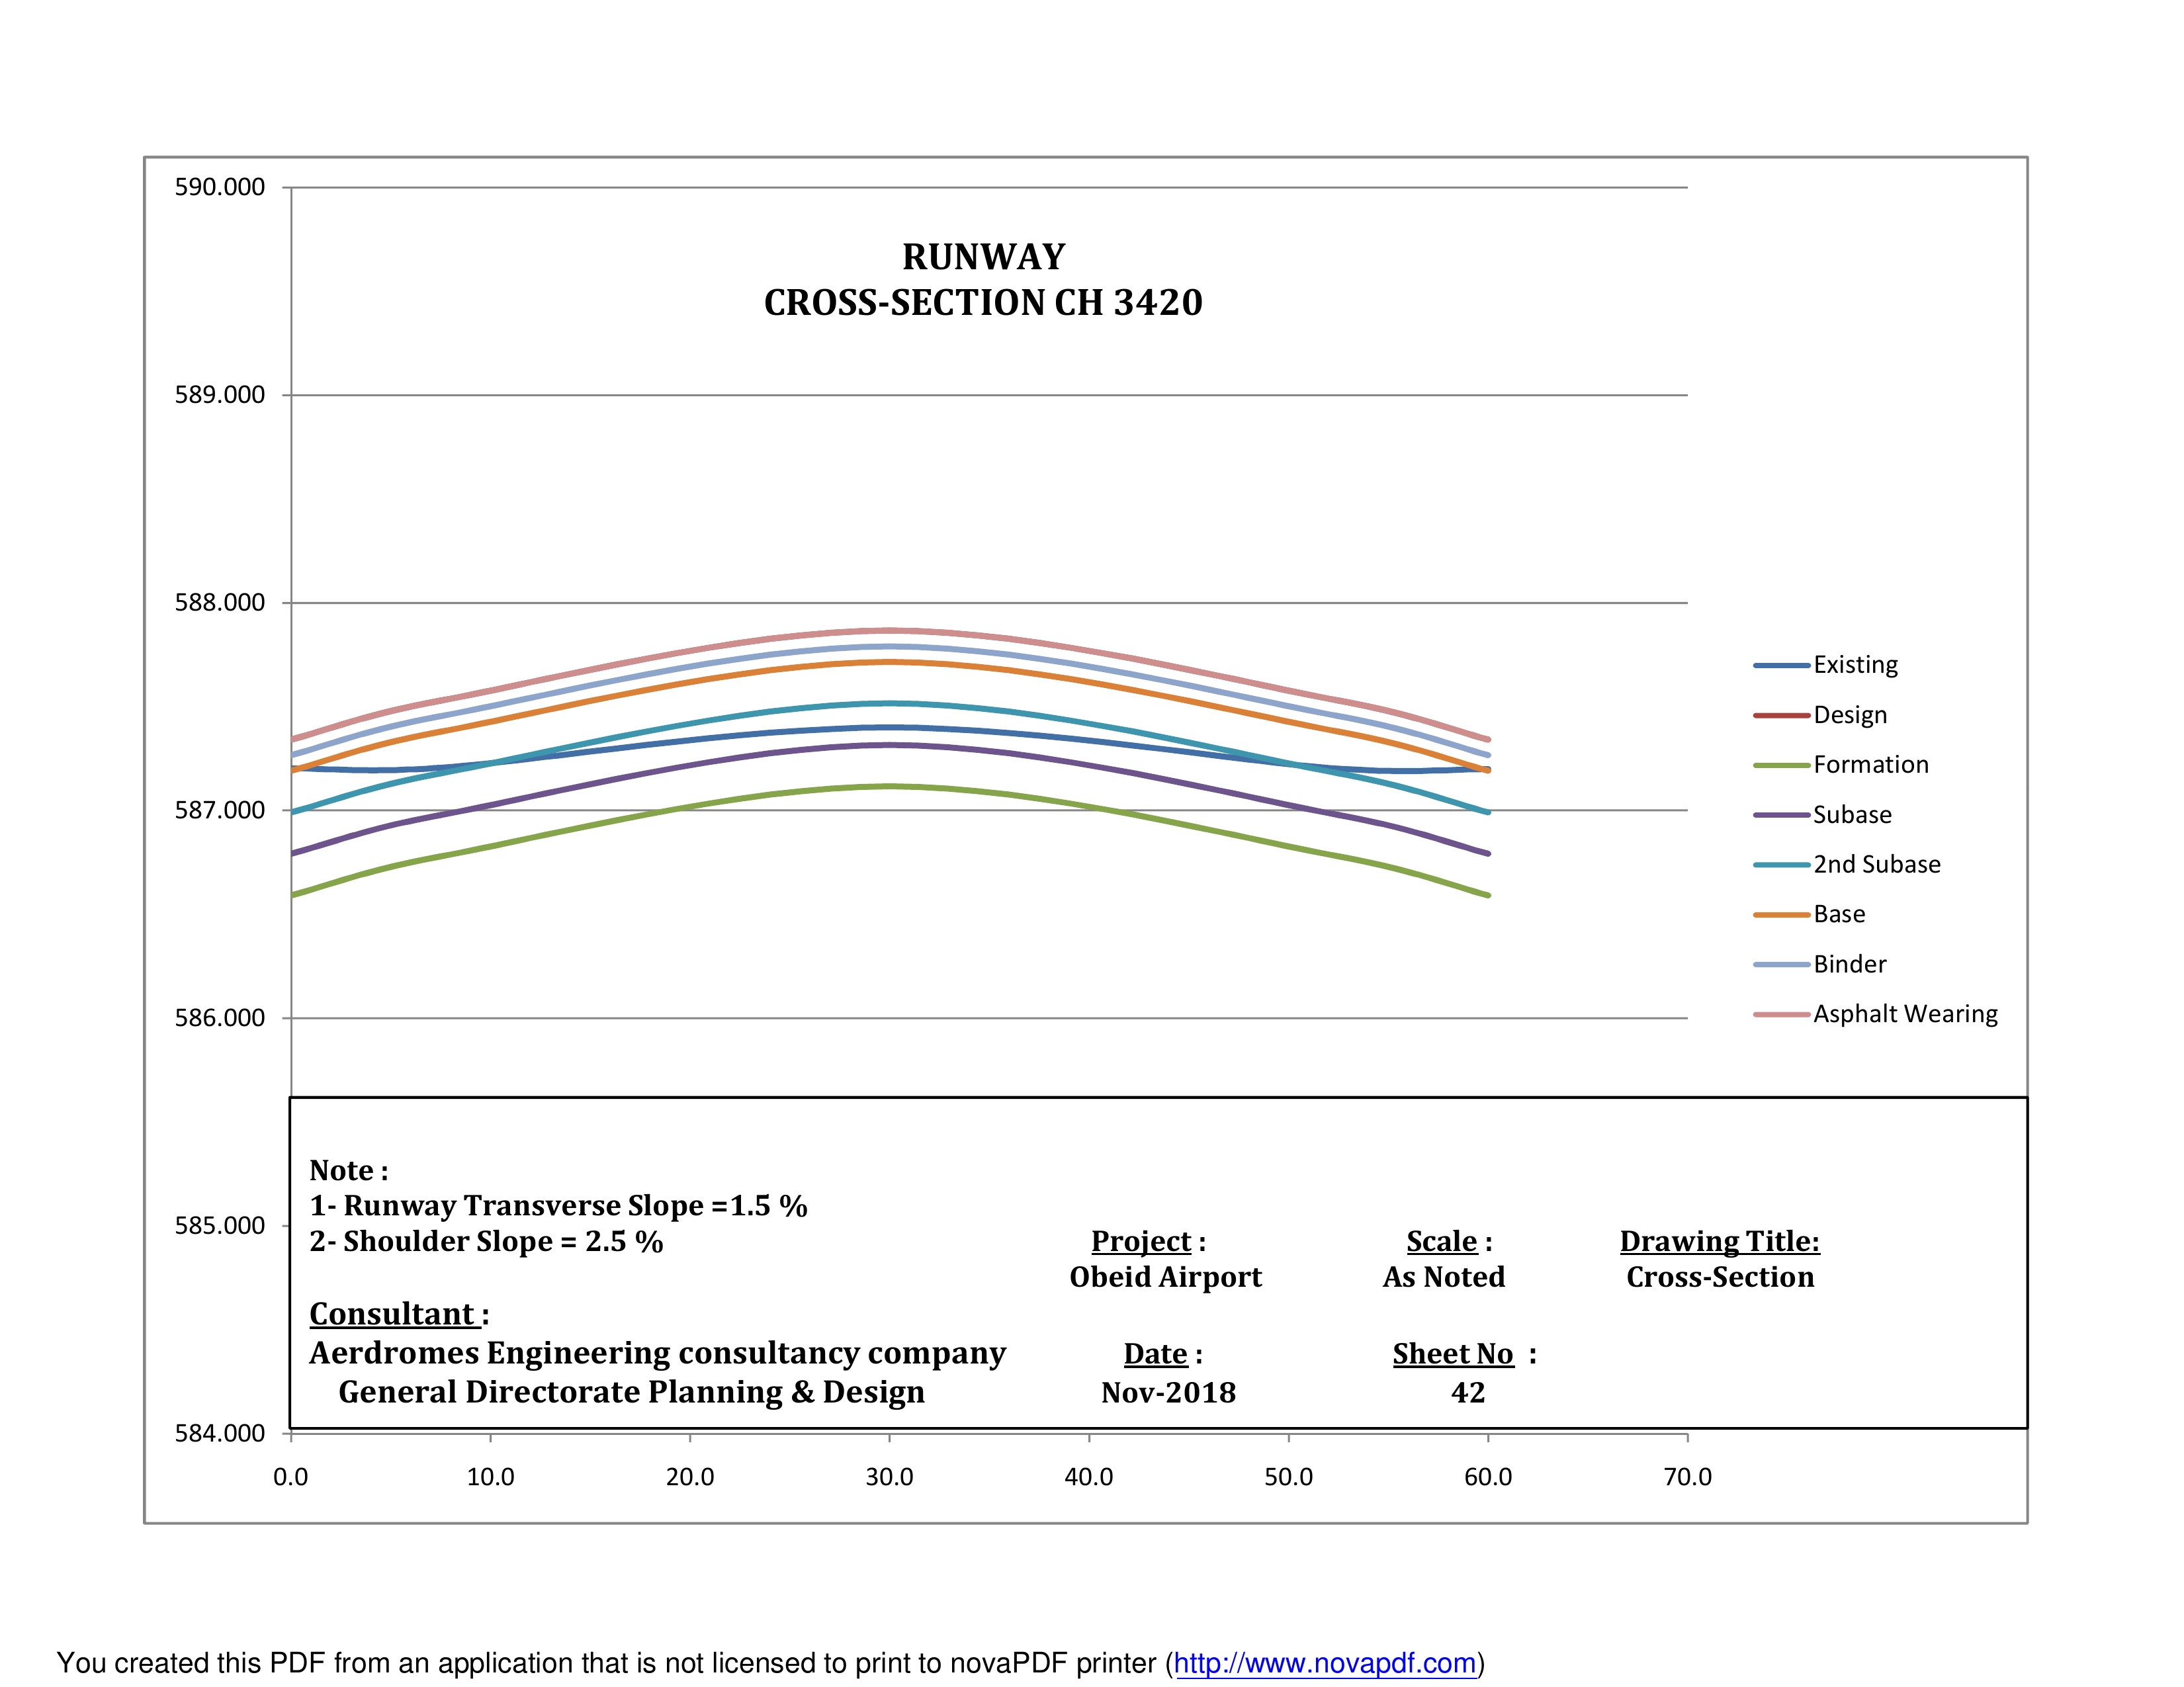 RUNWAY
CROSS-SECTION CH 3420
590.000
589.000
588.000
587.000
586.000
585.000
584.000
0.0 10.0 20.0 30.0 40.0 50.0 60.0 70.0
Existing
Design
Formation
Subase
2nd Subase
Base
Binder
Asphalt Wearing
Note :
1- Runway Transverse Slope =1.5 %
2- Shoulder Slope = 2.5 %
Consultant :
Aerdromes Engineering consultancy company
General Directorate Planning & Design
Project :
Obeid Airport
Scale :
As Noted
Drawing Title:
Cross-Section
Date :
Nov-2018
Sheet No :
42
You created this PDF from an application that is not licensed to print to novaPDF printer (http://www.novapdf.com)